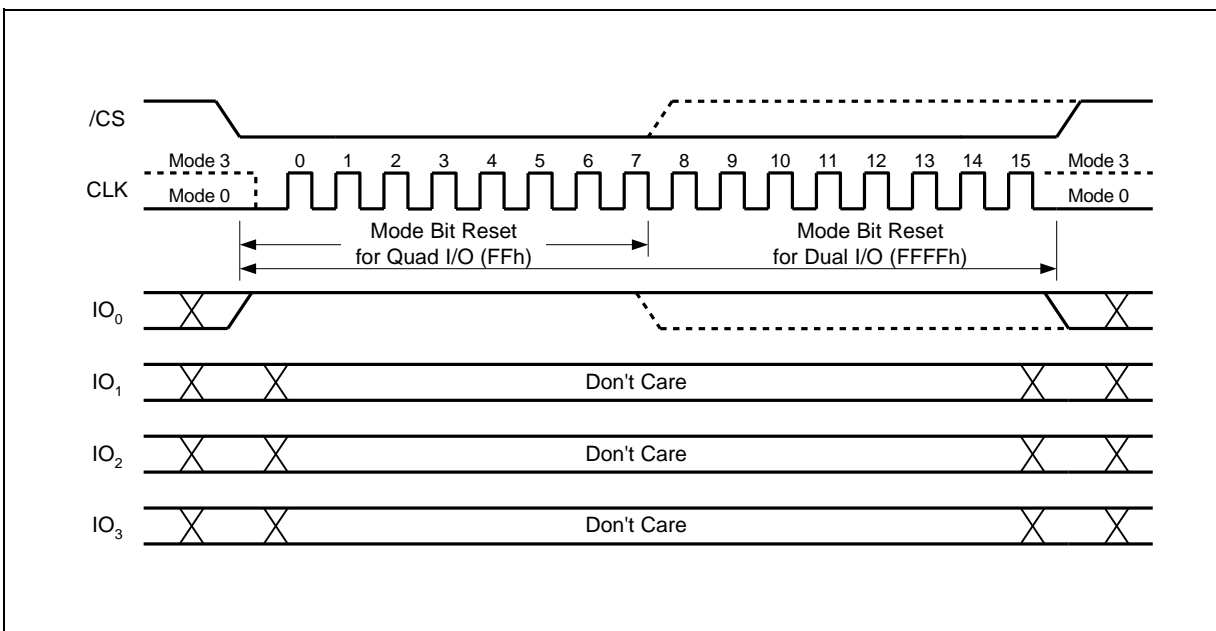 /CS
Mode 3 0 1 2 3 4 5 6 7 8 9 10 11 12 13 14 15 Mode 3
CLK
Mode 0 Mode 0
Mode Bit Reset Mode Bit Reset
for Quad I/O (FFh) for Dual I/O (FFFFh)
IO0
IO1 Don't Care
IO2 Don't Care
IO3 Don't Care